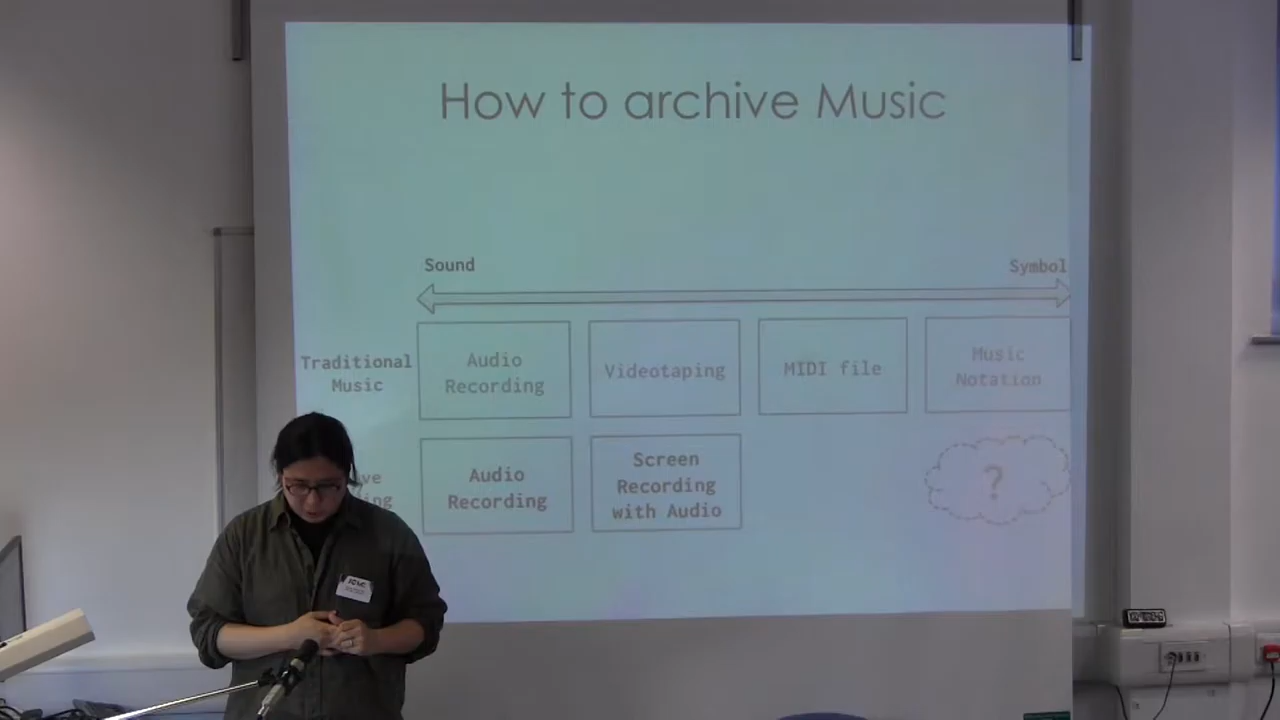 How to archive Music
Sound
Symbol
Traditional
Music
Audio
Recording
Videotaping
MIDI file
Music
Notation
Audio
Recording
Screen
Recording
with Audio
?